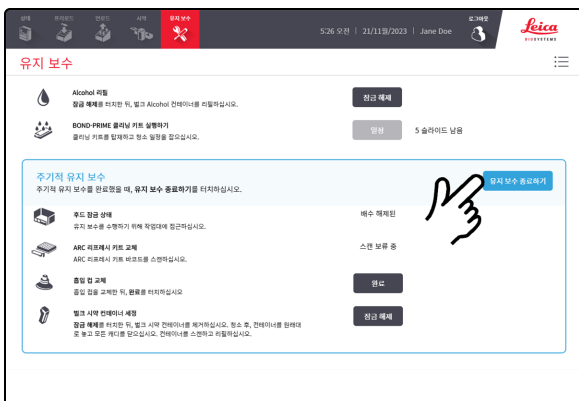 상태
프리로드
언로드
시약
유지 보수
5:26 오전 | 21/11월/2023 | Jane Doe
로그아웃
Leica
BIOSYSTEMS
유지 보수
Alcohol 리필
잠금 해제를 터치한 뒤, 벌크 Alcohol 컨테이너를 리필하십시오.
잠금 해제
BOND-PRIME 클리닝 키트 실행하기
클리닝 키트를 탑재하고 청소 일정을 잡으십시오.
일정
5 슬라이드 남음
주기적 유지 보수
주기적 유지 보수를 완료했을 때, 유지 보수 종료하기를 터치하십시오.
유지 보수 종료하기
후드 잠금 상태
유지 보수를 수행하기 위해 작업대에 접근하십시오.
배수 해제된
ARC 리프레시 키트 교체
ARC 리프레시 키트 바코드를 스캔하십시오.
스캔 보류 중
흡입 컵 교체
흡입 컵을 교체한 뒤, 완료를 터치하십시오
완료
벌크 시약 컨테이너 세정
잠금 해제를 터치한 뒤, 벌크 시약 컨테이너를 제거하십시오. 청소 후, 컨테이너를 원래대
로 놓고 모든 캐디를 닫으십시오. 컨테이너를 스캔하고 리필하십시오.
잠금 해제